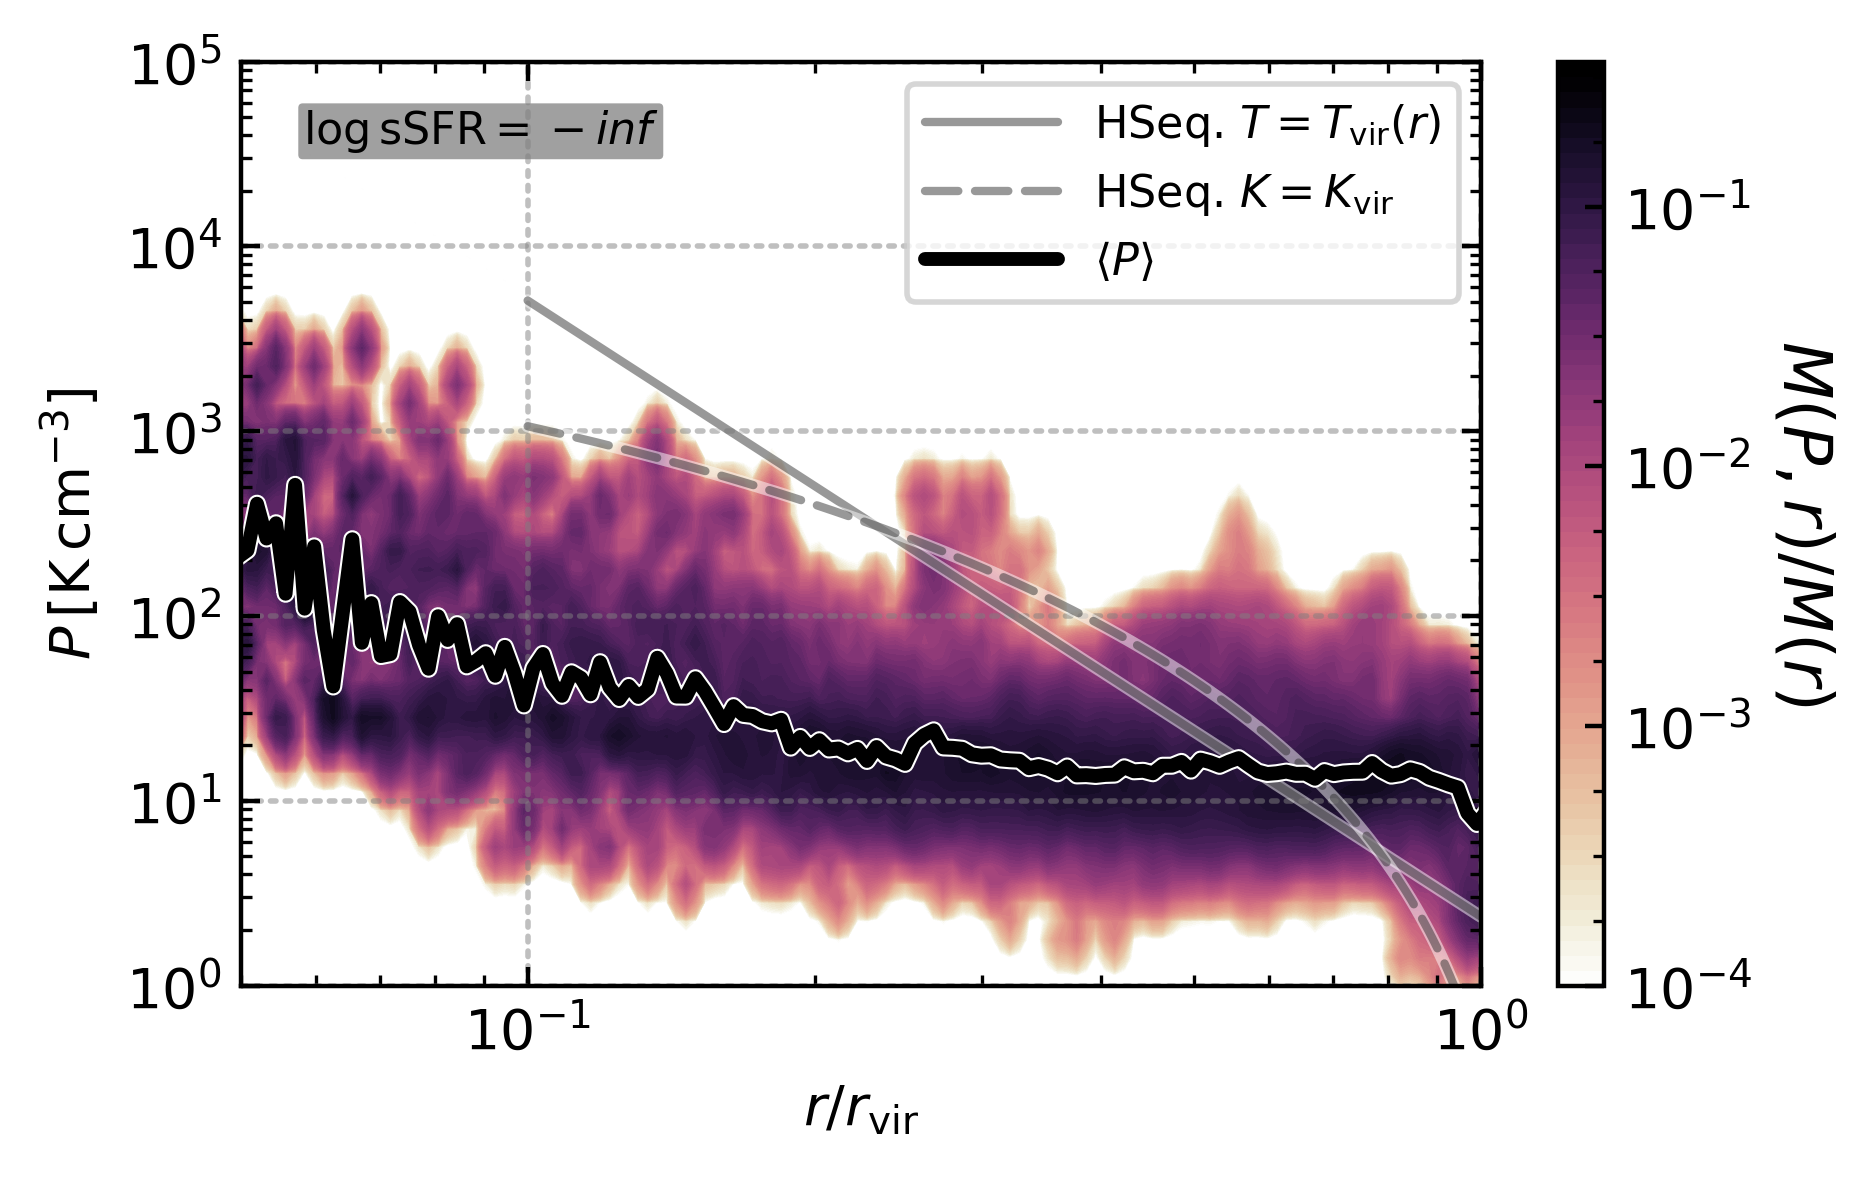 log sSFR = − inf
HSeq. T = T_vir(r)
HSeq. K = K_vir
⟨P⟩
10^5
10^4
10^3
10^2
10^1
10^0
P [K cm^−3]
10^−1
10^0
r/r_vir
10^−1
10^−2
10^−3
10^−4
M(P, r)/M(r)